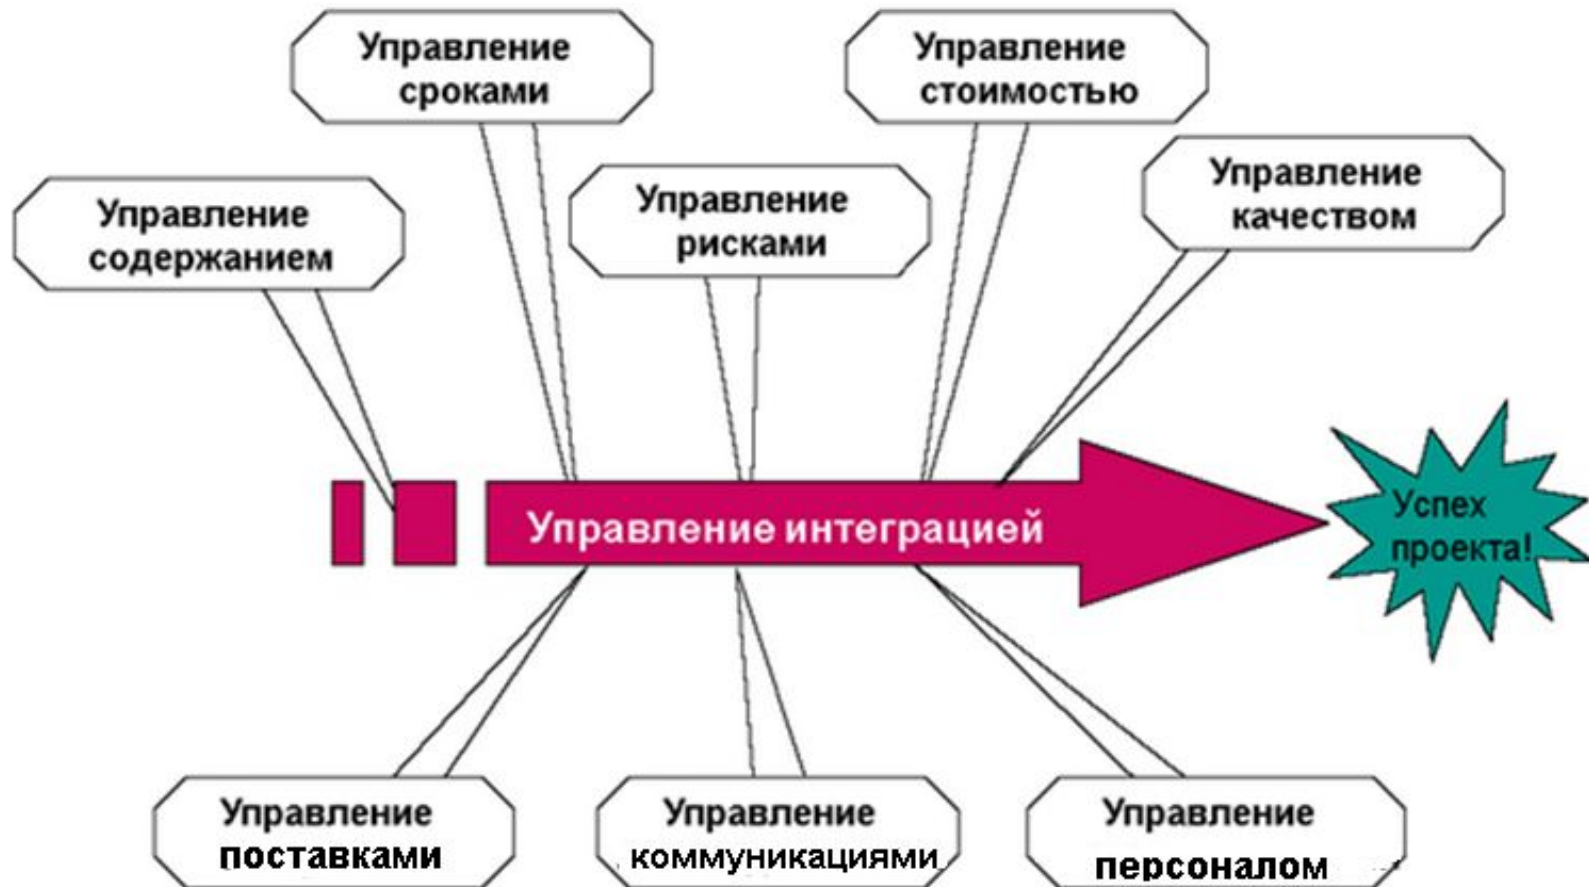 Управление
сроками
Управление
стоимостью
Управление
качеством
Управление
рисками
Управление
содержанием
Управление интеграцией
Успех
проекта!
Управление
поставками
Управление
коммуникациями
Управление
персоналом